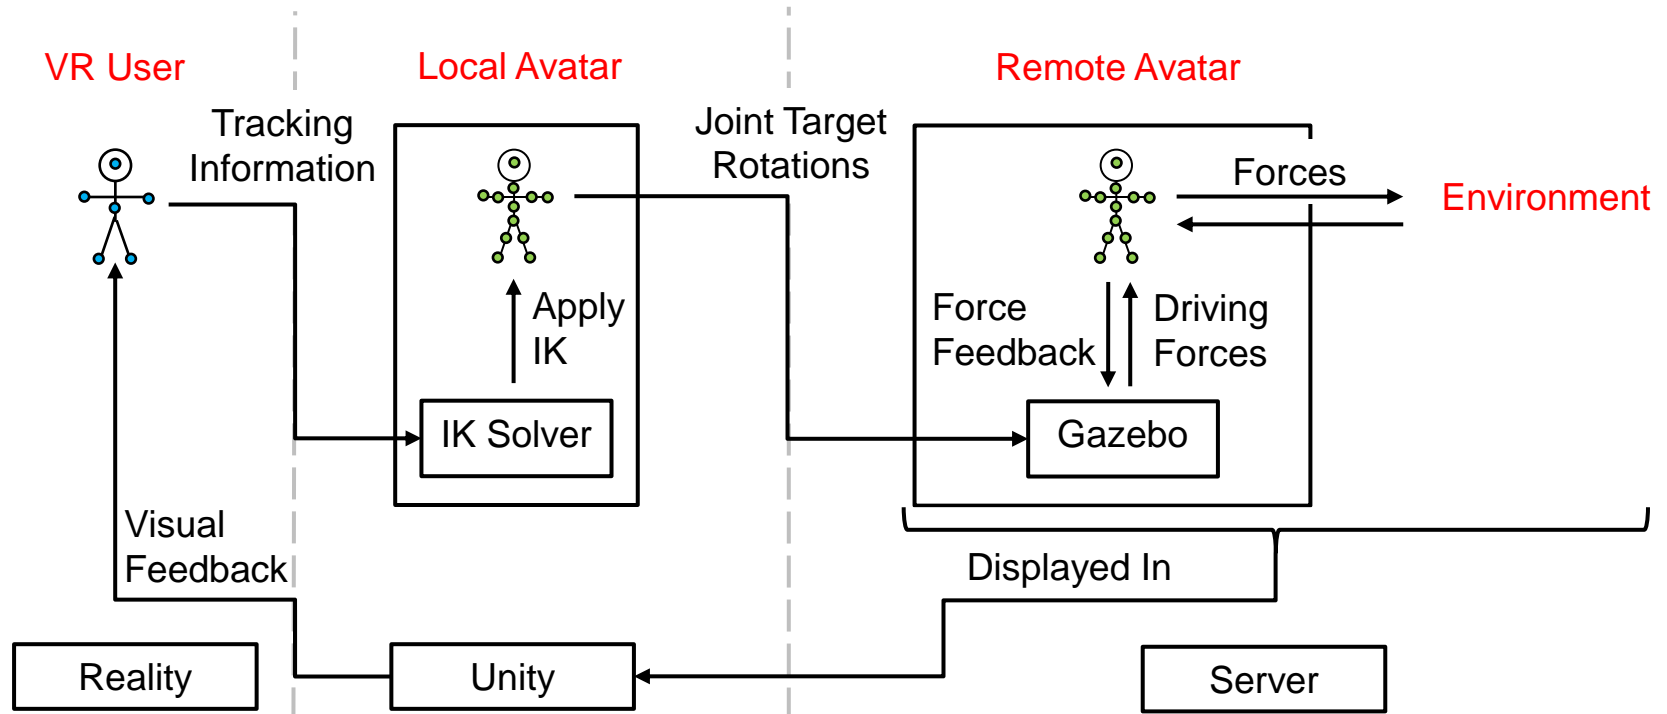 VR User
Local Avatar
Remote Avatar
Tracking
Information
Joint Target
Rotations
Forces
Environment
Apply
IK
Force
Feedback
Driving
Forces
IK Solver
Gazebo
Visual
Feedback
Displayed In
Reality
Unity
Server